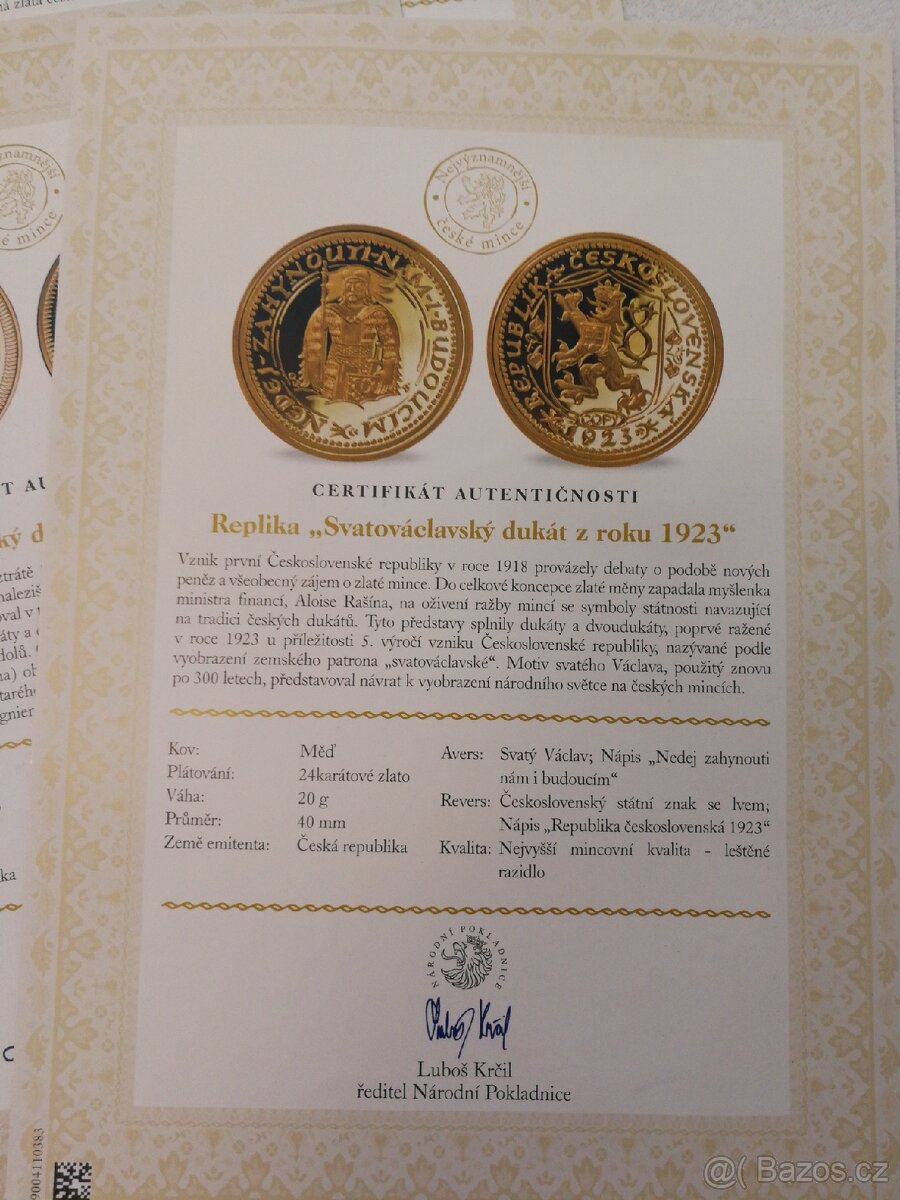 ná zlatá
Nejvýznamnější
české mince
NEDEJ·ZAHYNOUTI·NÁM·I·BUDOUCÍM
REPUBLIKA·ČESKOSLOVENSKÁ
COPY
1923
CERTIFIKÁT AUTENTIČNOSTI
Replika „Svatováclavský dukát z roku 1923“
Vznik první Československé republiky v roce 1918 provázely debaty o podobě nových
peněz a všeobecný zájem o zlaté mince. Do celkové koncepce zlaté měny zapadala myšlenka
ministra financí, Aloise Rašína, na oživení ražby mincí se symboly státnosti navazující
na tradici českých dukátů. Tyto představy splnily dukáty a dvoudukáty, poprvé ražené
v roce 1923 u příležitosti 5. výročí vzniku Československé republiky, nazývané podle
vyobrazení zemského patrona „svatováclavské“. Motiv svatého Václava, použitý znovu
po 300 letech, představoval návrat k vyobrazení národního světce na českých mincích.
Kov: Měď
Plátování: 24karátové zlato
Váha: 20 g
Průměr: 40 mm
Země emitenta: Česká republika
Avers: Svatý Václav; Nápis „Nedej zahynouti
nám i budoucím“
Revers: Československý státní znak se lvem;
Nápis „Republika československá 1923“
Kvalita: Nejvyšší mincovní kvalita - leštěné
razidlo
NÁRODNÍ POKLADNICE
Luboš Krčil
ředitel Národní Pokladnice
9004110383
@( Bazos.cz